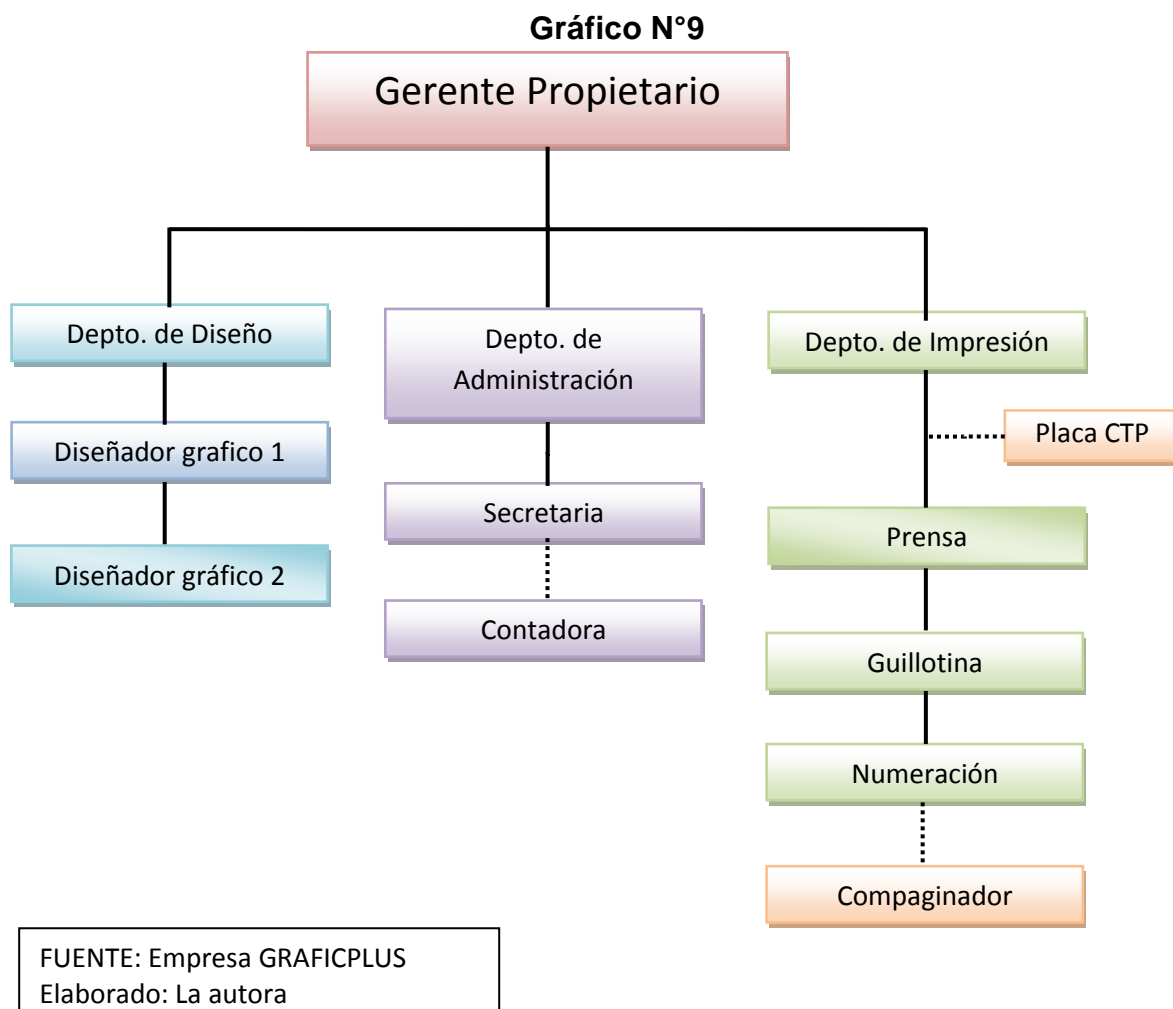 Gráfico N°9
Gerente Propietario
Depto. de Diseño
Diseñador grafico 1
Diseñador gráfico 2
Depto. de
Administración
Secretaria
Contadora
Depto. de Impresión
Placa CTP
Prensa
Guillotina
Numeración
Compaginador
FUENTE: Empresa GRAFICPLUS
Elaborado: La autora